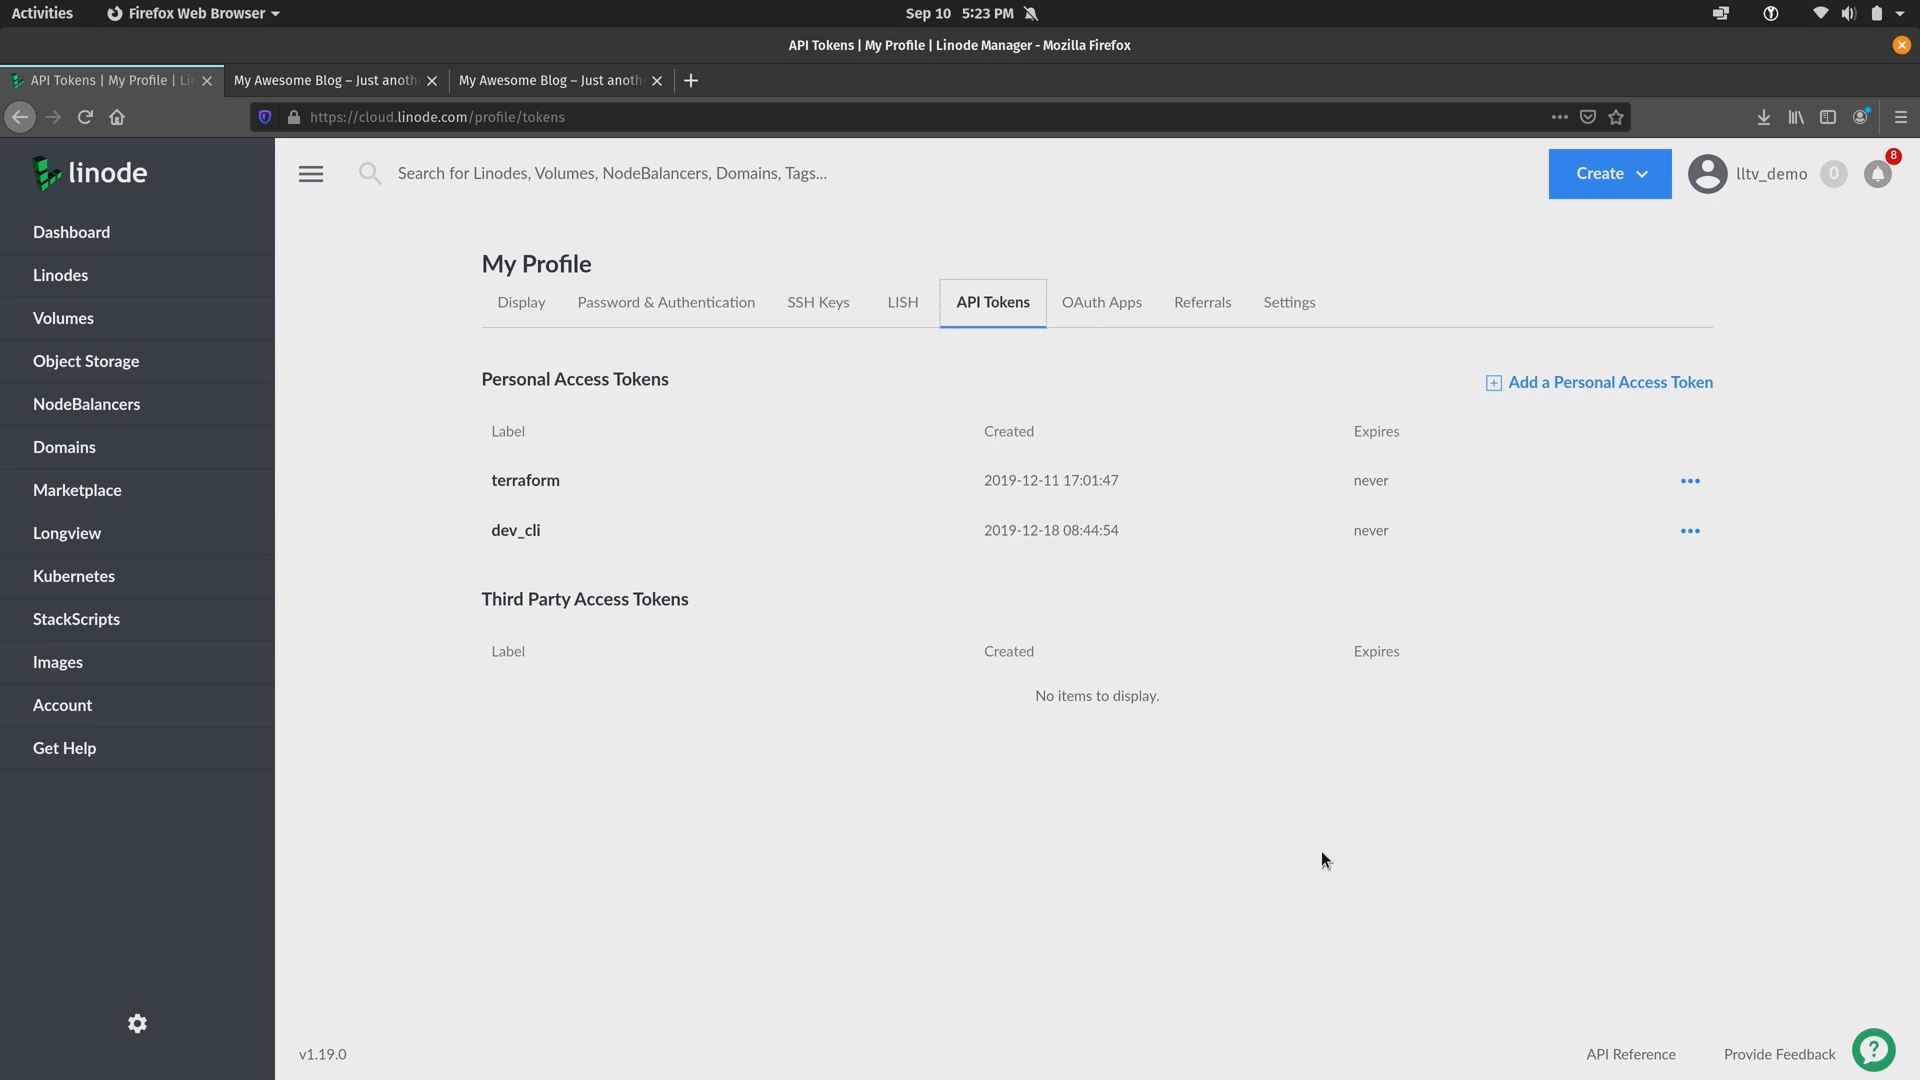 Activities Firefox Web Browser Sep 10 5:23 PM
API Tokens | My Profile | Linode Manager - Mozilla Firefox
API Tokens | My Profile | Li My Awesome Blog – Just anoth My Awesome Blog – Just anoth
https://cloud.linode.com/profile/tokens
linode
Search for Linodes, Volumes, NodeBalancers, Domains, Tags...
Create
lltv_demo
0
8
Dashboard
Linodes
Volumes
Object Storage
NodeBalancers
Domains
Marketplace
Longview
Kubernetes
StackScripts
Images
Account
Get Help
My Profile
Display Password & Authentication SSH Keys LISH API Tokens OAuth Apps Referrals Settings
Personal Access Tokens
Add a Personal Access Token
Label Created Expires
terraform 2019-12-11 17:01:47 never
dev_cli 2019-12-18 08:44:54 never
Third Party Access Tokens
Label Created Expires
No items to display.
v1.19.0
API Reference Provide Feedback